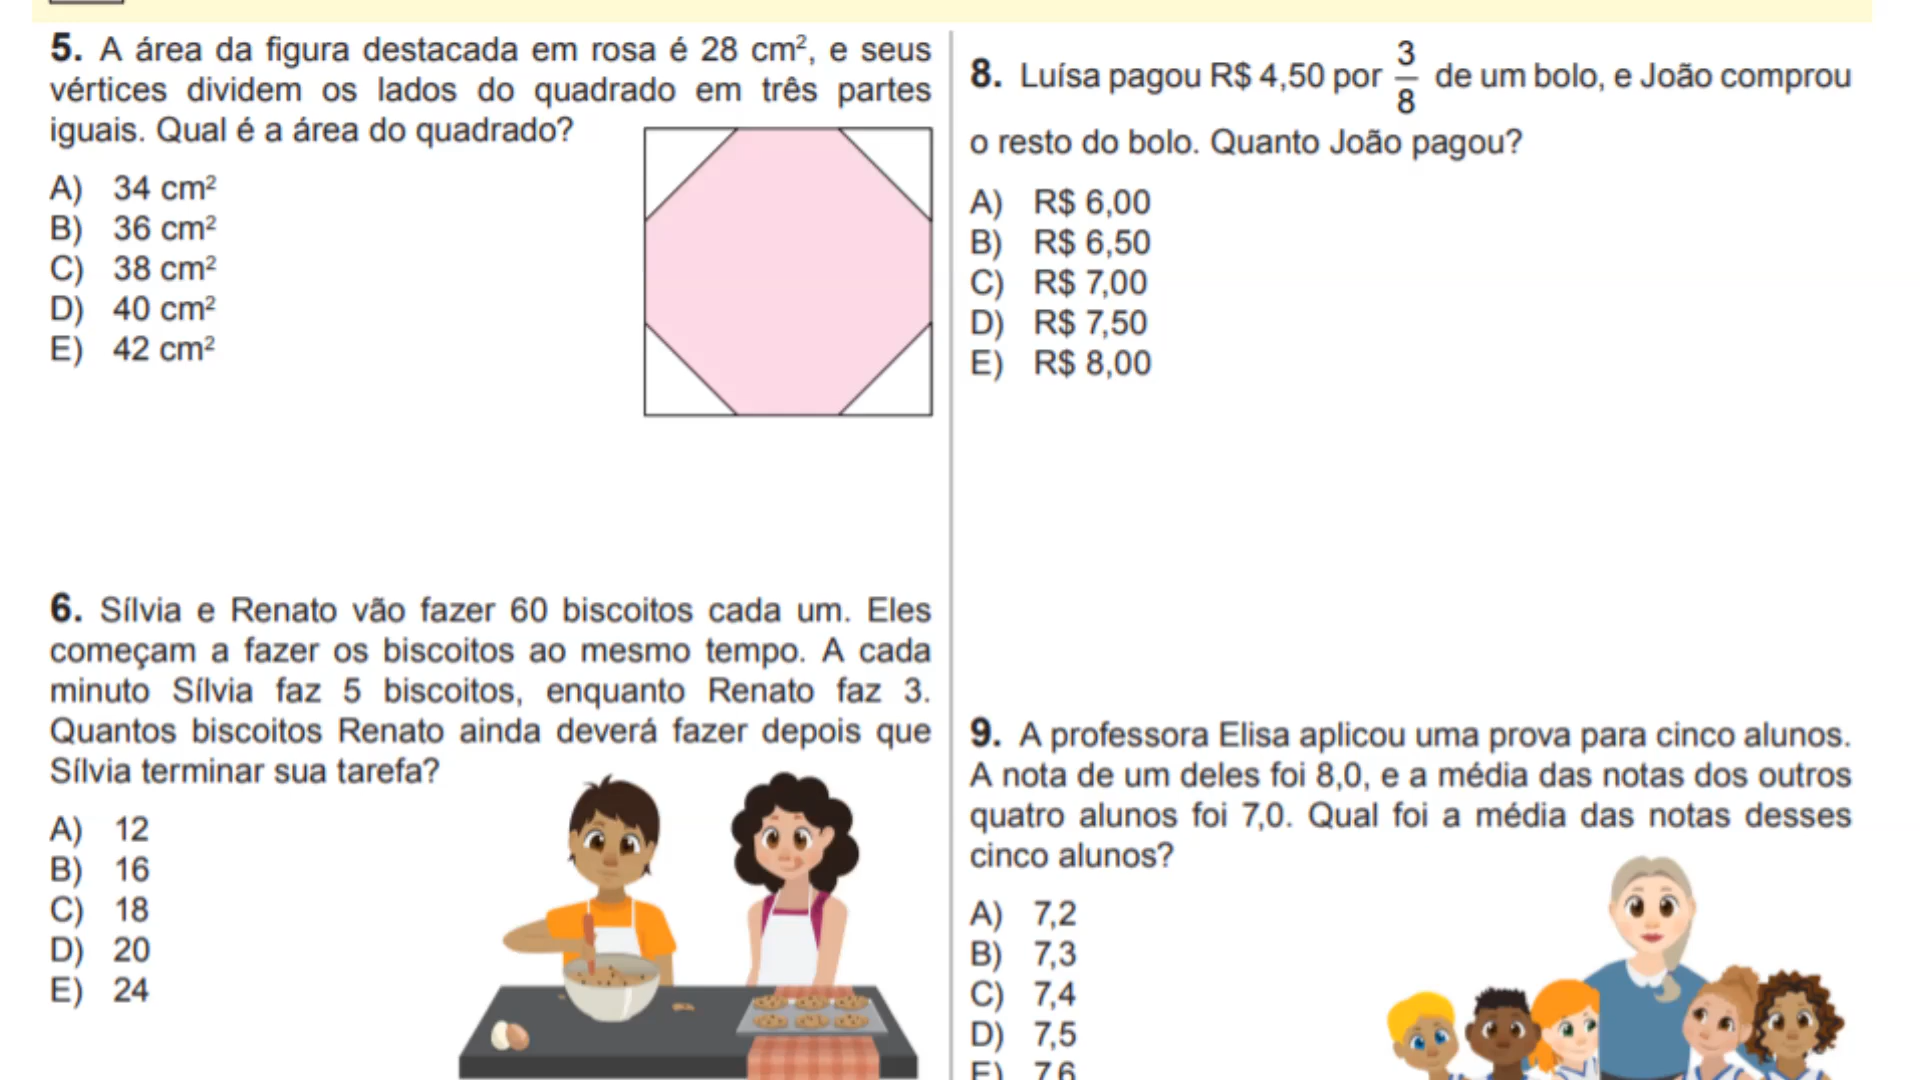 5. A área da figura destacada em rosa é 28 cm², e seus
vértices dividem os lados do quadrado em três partes
iguais. Qual é a área do quadrado?
A) 34 cm²
B) 36 cm²
C) 38 cm²
D) 40 cm²
E) 42 cm²
6. Sílvia e Renato vão fazer 60 biscoitos cada um. Eles
começam a fazer os biscoitos ao mesmo tempo. A cada
minuto Sílvia faz 5 biscoitos, enquanto Renato faz 3.
Quantos biscoitos Renato ainda deverá fazer depois que
Sílvia terminar sua tarefa?
A) 12
B) 16
C) 18
D) 20
E) 24
8. Luísa pagou R$ 4,50 por 3/8 de um bolo, e João comprou
o resto do bolo. Quanto João pagou?
A) R$ 6,00
B) R$ 6,50
C) R$ 7,00
D) R$ 7,50
E) R$ 8,00
9. A professora Elisa aplicou uma prova para cinco alunos.
A nota de um deles foi 8,0, e a média das notas dos outros
quatro alunos foi 7,0. Qual foi a média das notas desses
cinco alunos?
A) 7,2
B) 7,3
C) 7,4
D) 7,5
E) 7,6